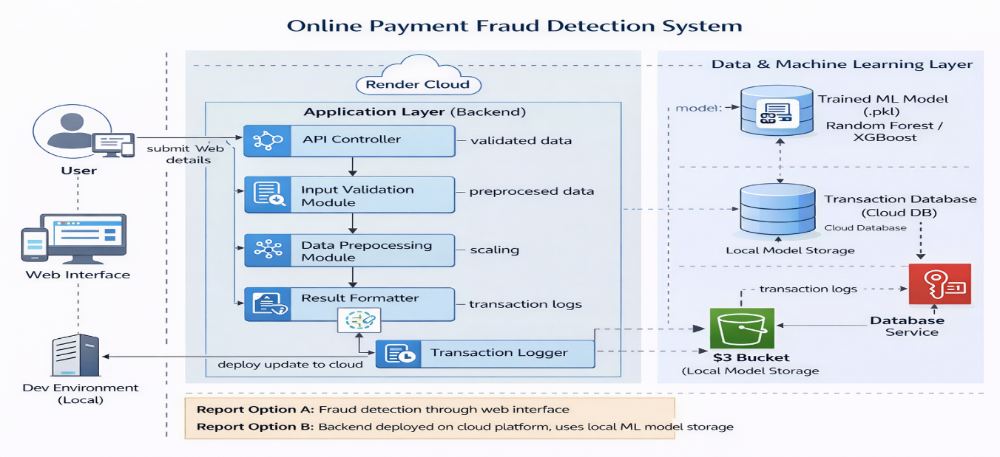 Online Payment Fraud Detection System
Render Cloud
Data & Machine Learning Layer
Application Layer (Backend)
API Controller
validated data
submit Web
details
User
Input Validation
Module
preprocesed data
Data Prepocessing
Module
scaling
Result Formatter
transaction logs
Transaction Logger
deploy update to cloud
Web Interface
Dev Environment
(Local)
model:
Trained ML Model
(.pkl)
Random Forest /
XGBoost
Transaction Database
(Cloud DB)
Cloud Database
Local Model Storage
transaction logs
Database
Service
$3 Bucket
(Local Model Storage
Report Option A: Fraud detection through web interface
Report Option B: Backend deployed on cloud platform, uses local ML model storage